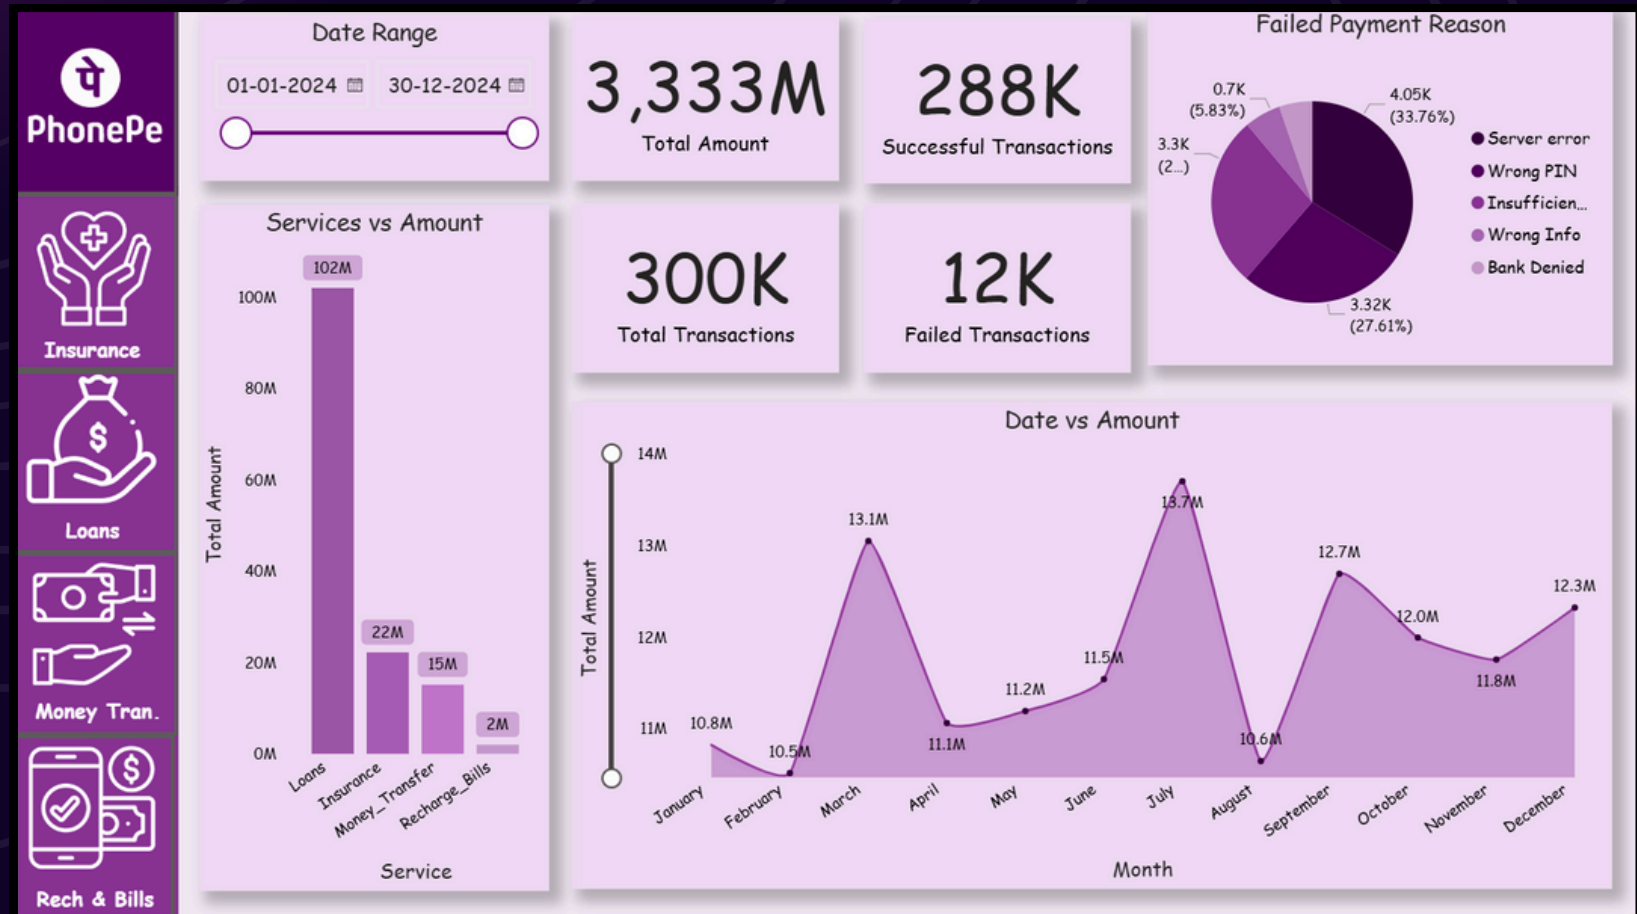 पे
PhonePe
Insurance
$
Loans
Money Tran.
$
Rech & Bills
Date Range
01-01-2024
30-12-2024
3,333M
Total Amount
288K
Successful Transactions
300K
Total Transactions
12K
Failed Transactions
Failed Payment Reason
0.7K
(5.83%)
4.05K
(33.76%)
3.3K
(2...)
3.32K
(27.61%)
Server error
Wrong PIN
Insufficien...
Wrong Info
Bank Denied
Services vs Amount
Total Amount
100M
80M
60M
40M
20M
0M
102M
22M
15M
2M
Loans
Insurance
Money_Transfer
Recharge_Bills
Service
Date vs Amount
Total Amount
14M
13M
12M
11M
10.8M
10.5M
13.1M
11.1M
11.2M
11.5M
13.7M
10.6M
12.7M
12.0M
11.8M
12.3M
January
February
March
April
May
June
July
August
September
October
November
December
Month